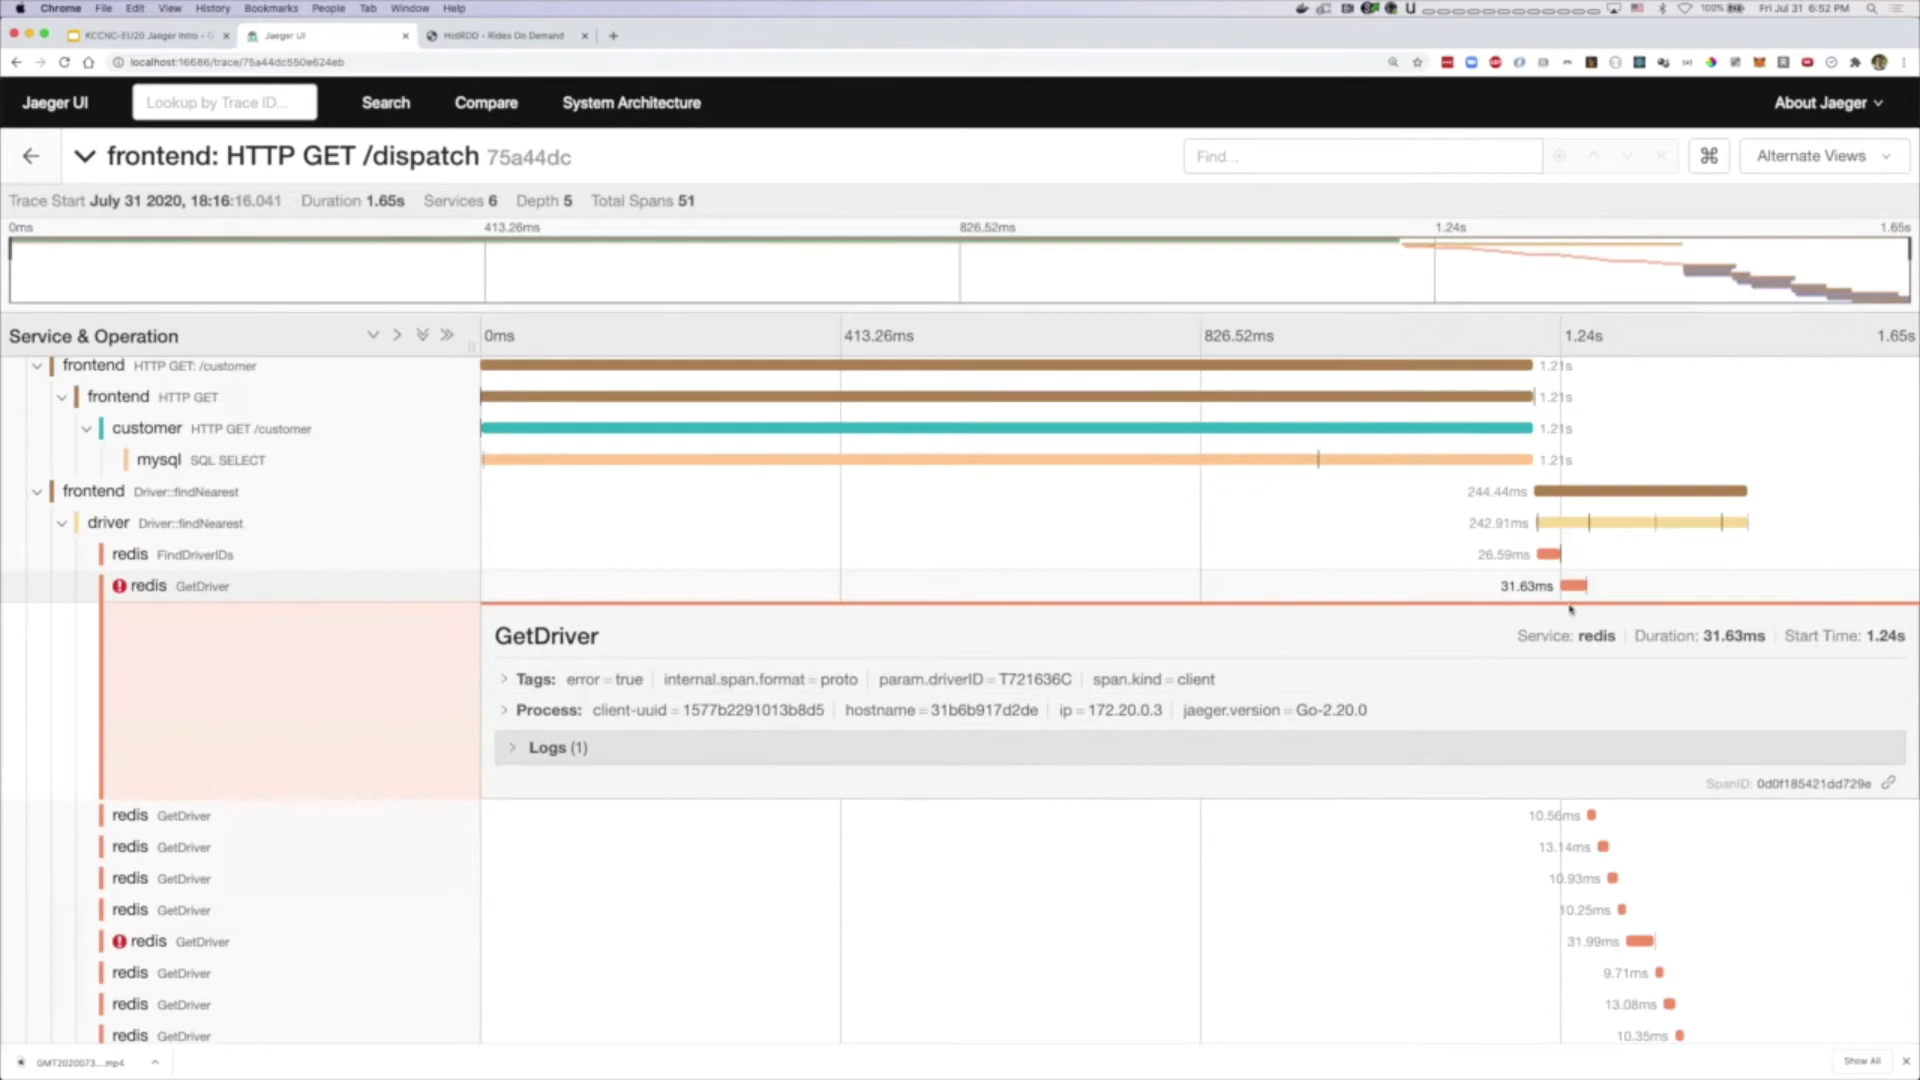 Chrome File Edit View History Bookmarks People Tab Window Help 100% Fri Jul 31 6:52 PM
KCCNC-EU20 Jaeger Intro - Jaeger UI HotROD - Rides On Demand
localhost:16686/trace/75a44dc550e624eb
Jaeger UI Lookup by Trace ID... Search Compare System Architecture About Jaeger
frontend: HTTP GET /dispatch 75a44dc Find... Alternate Views
Trace Start July 31 2020, 18:16:16.041 Duration 1.65s Services 6 Depth 5 Total Spans 51
0ms 413.26ms 826.52ms 1.24s 1.65s
Service & Operation 0ms 413.26ms 826.52ms 1.24s 1.65s
frontend HTTP GET: /customer 1.21s
frontend HTTP GET 1.21s
customer HTTP GET /customer 1.21s
mysql SQL SELECT 1.21s
frontend Driver::findNearest 244.44ms
driver Driver::findNearest 242.91ms
redis FindDriverIDs 26.59ms
redis GetDriver 31.63ms
GetDriver Service: redis Duration: 31.63ms Start Time: 1.24s
Tags: error = true internal.span.format = proto param.driverID = T721636C span.kind = client
Process: client-uuid = 1577b2291013b8d5 hostname = 31b6b917d2de ip = 172.20.0.3 jaeger.version = Go-2.20.0
Logs (1)
SpanID: 0d0f185421dd729e
redis GetDriver 10.56ms
redis GetDriver 13.14ms
redis GetDriver 10.93ms
redis GetDriver 10.25ms
redis GetDriver 31.99ms
redis GetDriver 9.71ms
redis GetDriver 13.08ms
redis GetDriver 10.35ms
GMT2020073....mp4 Show All